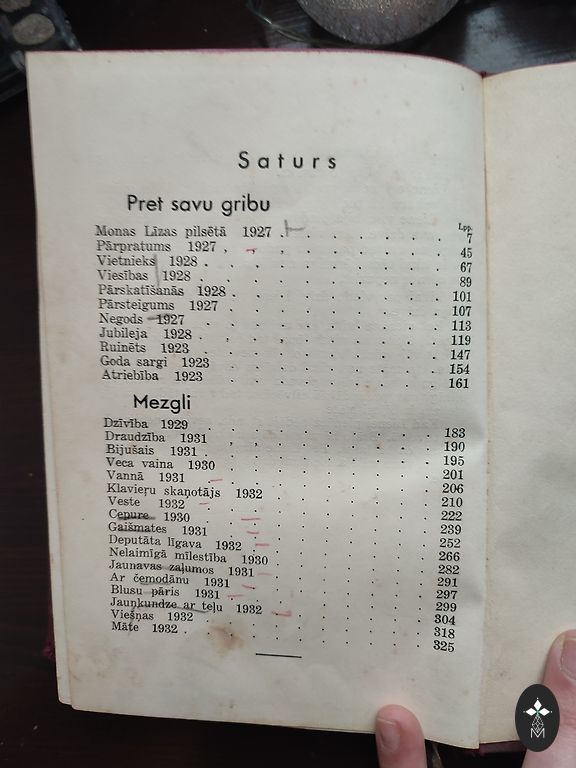 Saturs
Pret savu gribu
Lpp.
Monas Līzas pilsētā 1927 . . . . . . . 7
Pārpratums 1927 . . . . . . . . 45
Vietnieks 1928 . . . . . . . . 67
Viesības 1928 . . . . . . . . 89
Pārskatīšanās 1928 . . . . . . . . 101
Pārsteigums 1927 . . . . . . . . 107
Negods 1927 . . . . . . . . 113
Jubileja 1928 . . . . . . . . 119
Ruinēts 1923 . . . . . . . . 147
Goda sargi 1923 . . . . . . . . 154
Atriebība 1923 . . . . . . . . 161
Mezgli
Dzīvība 1929 . . . . . . . . 183
Draudzība 1931 . . . . . . . . 190
Bijušais 1931 . . . . . . . . 195
Veca vaina 1930 . . . . . . . . 201
Vannā 1931 . . . . . . . . 206
Klavieru skaņotājs 1932 . . . . . . . 210
Veste 1932 . . . . . . . . 222
Cepure 1930 . . . . . . . . 239
Gaišmates 1931 . . . . . . . . 252
Deputāta līgava 1932 . . . . . . . 266
Nelaimīgā mīlestība 1930 . . . . . . . 282
Jaunavas zaļumos 1931 . . . . . . . 291
Ar čemodānu 1931 . . . . . . . . 297
Blusu pāris 1931 . . . . . . . . 299
Jaunkundze ar teļu 1932 . . . . . . . 304
Viešņas 1932 . . . . . . . . 318
Māte 1932 . . . . . . . . 325
M